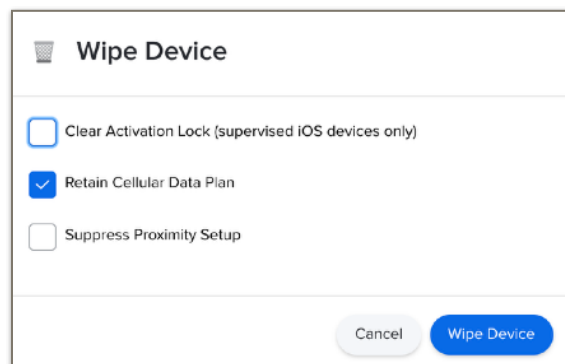 Wipe Device
Clear Activation Lock (supervised iOS devices only)
Retain Cellular Data Plan
Suppress Proximity Setup
Cancel
Wipe Device